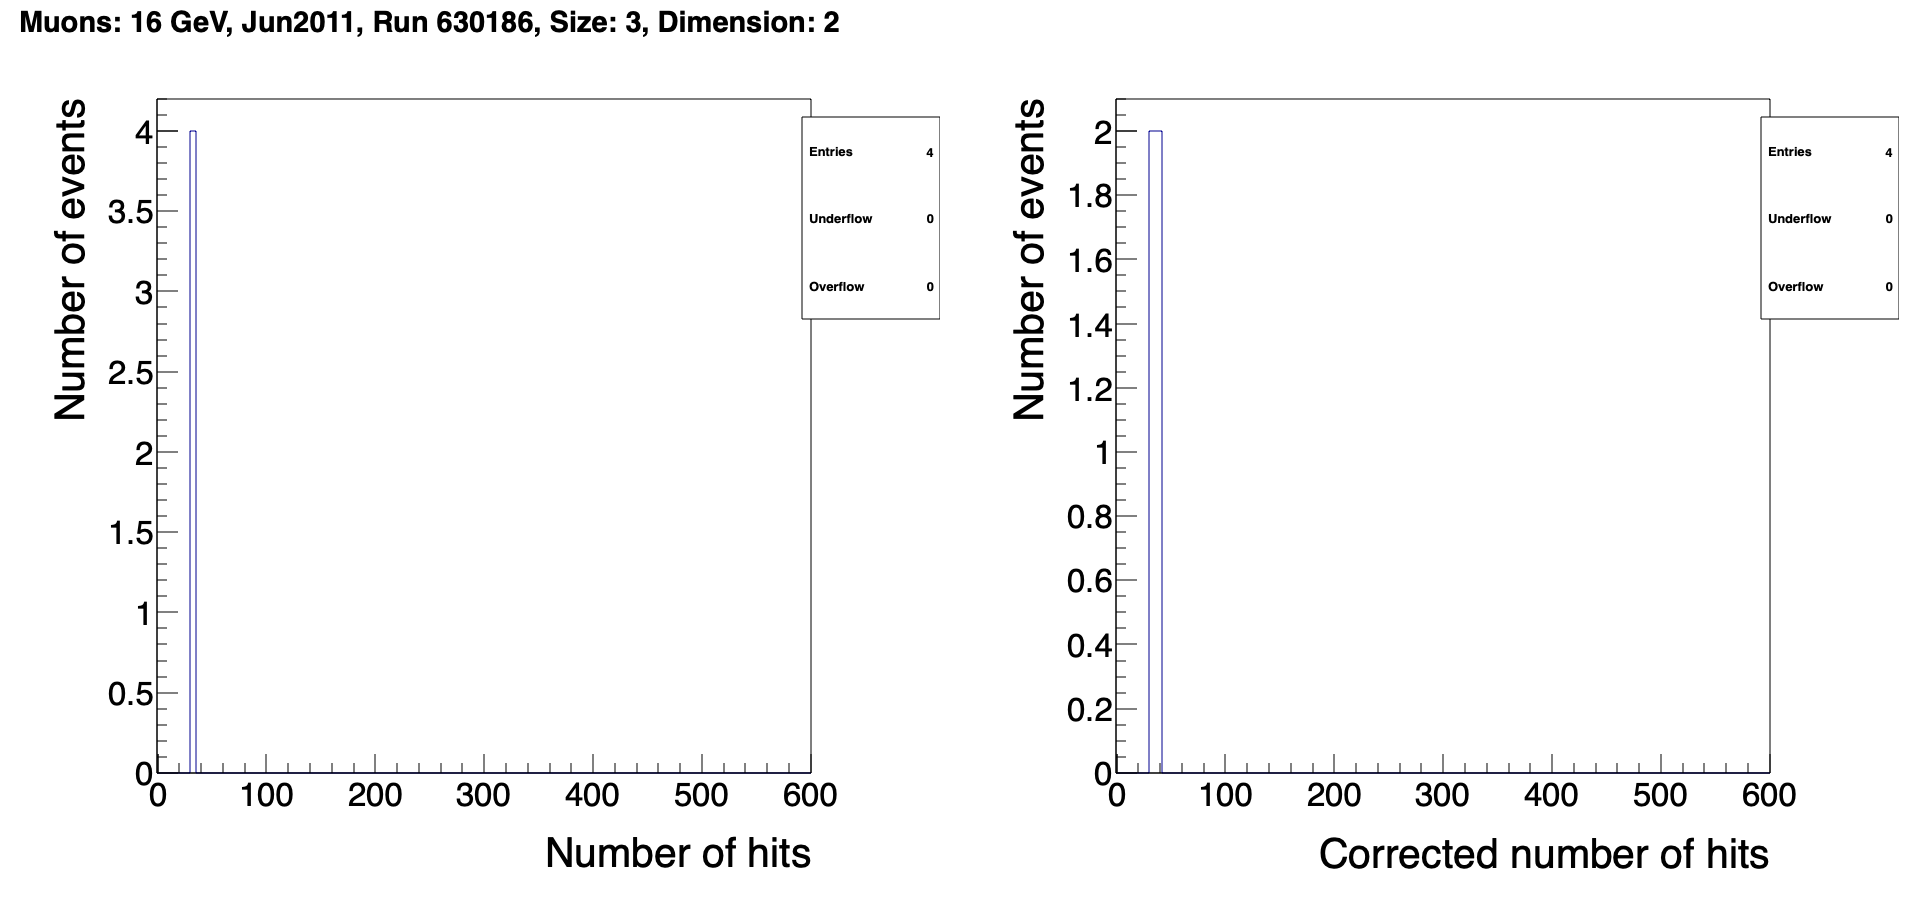 Muons: 16 GeV, Jun2011, Run 630186, Size: 3, Dimension: 2
Number of events
4
3.5
3
2.5
2
1.5
1
0.5
0
0 100 200 300 400 500 600
Number of hits
Entries 4
Underflow 0
Overflow 0
Number of events
2
1.8
1.6
1.4
1.2
1
0.8
0.6
0.4
0.2
0
0 100 200 300 400 500 600
Corrected number of hits
Entries 4
Underflow 0
Overflow 0